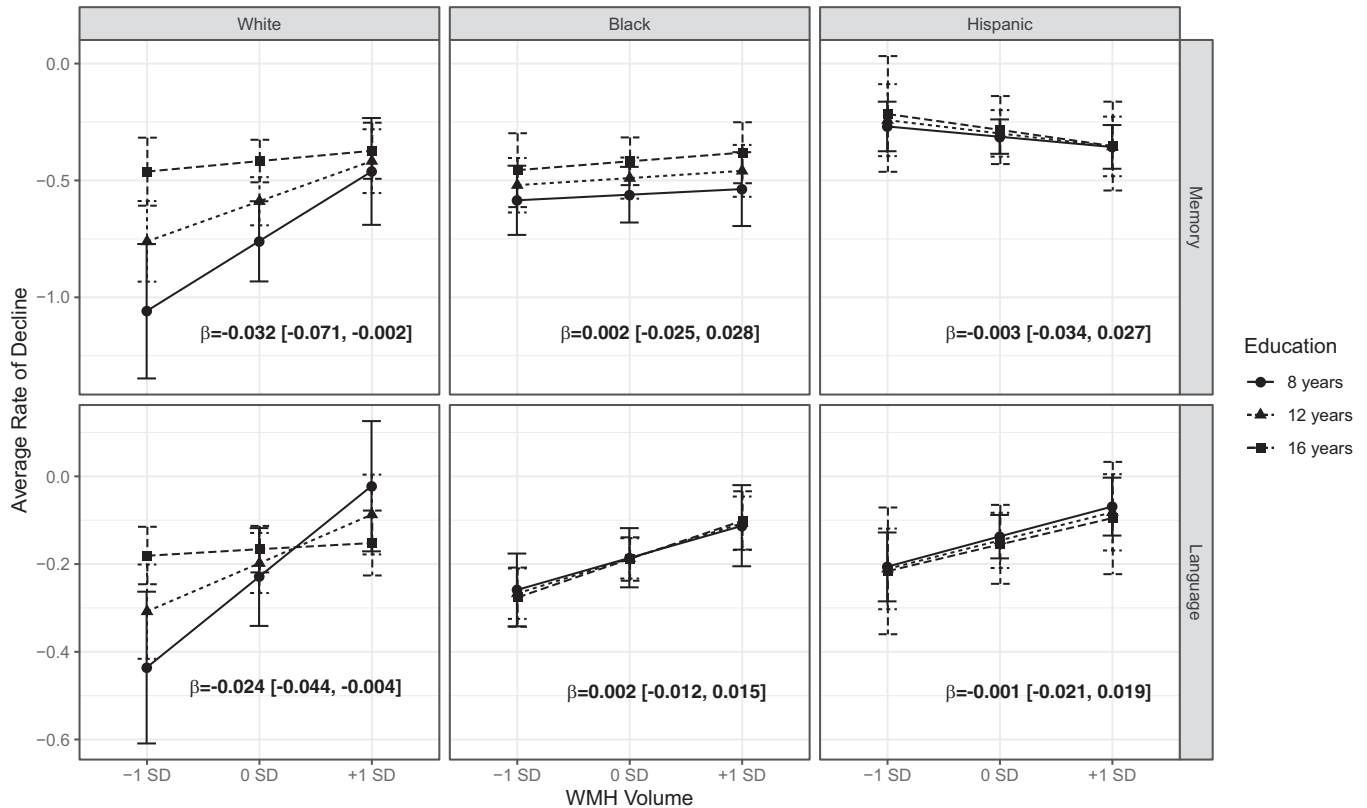 White
Black
Hispanic
0.0
−0.5
−1.0
β=-0.032 [-0.071, -0.002]
β=0.002 [-0.025, 0.028]
β=-0.003 [-0.034, 0.027]
Memory
Average Rate of Decline
0.0
−0.2
−0.4
−0.6
β=-0.024 [-0.044, -0.004]
β=0.002 [-0.012, 0.015]
β=-0.001 [-0.021, 0.019]
Language
−1 SD
0 SD
+1 SD
−1 SD
0 SD
+1 SD
−1 SD
0 SD
+1 SD
WMH Volume
Education
8 years
12 years
16 years